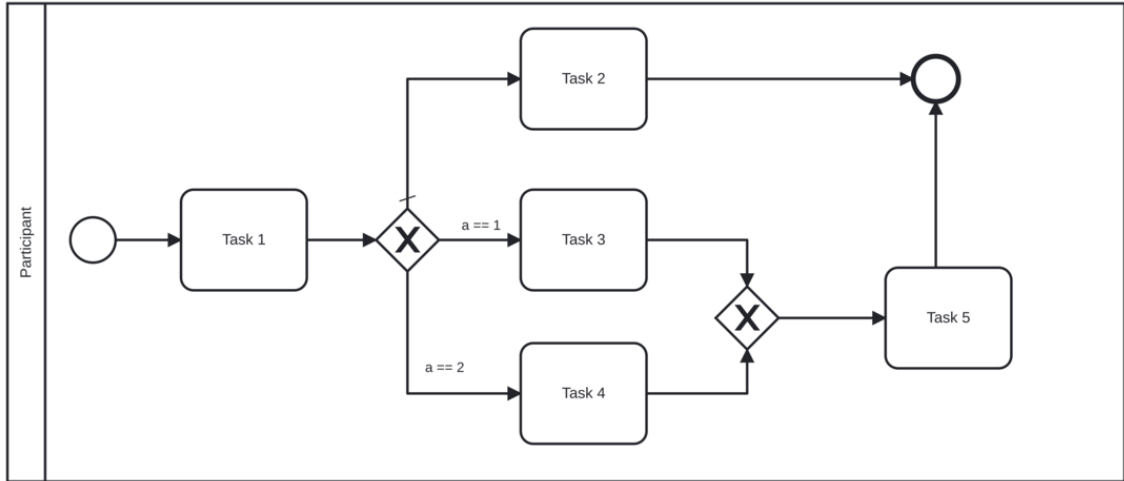 Participant
Task 1
Task 2
a == 1
Task 3
a == 2
Task 4
Task 5